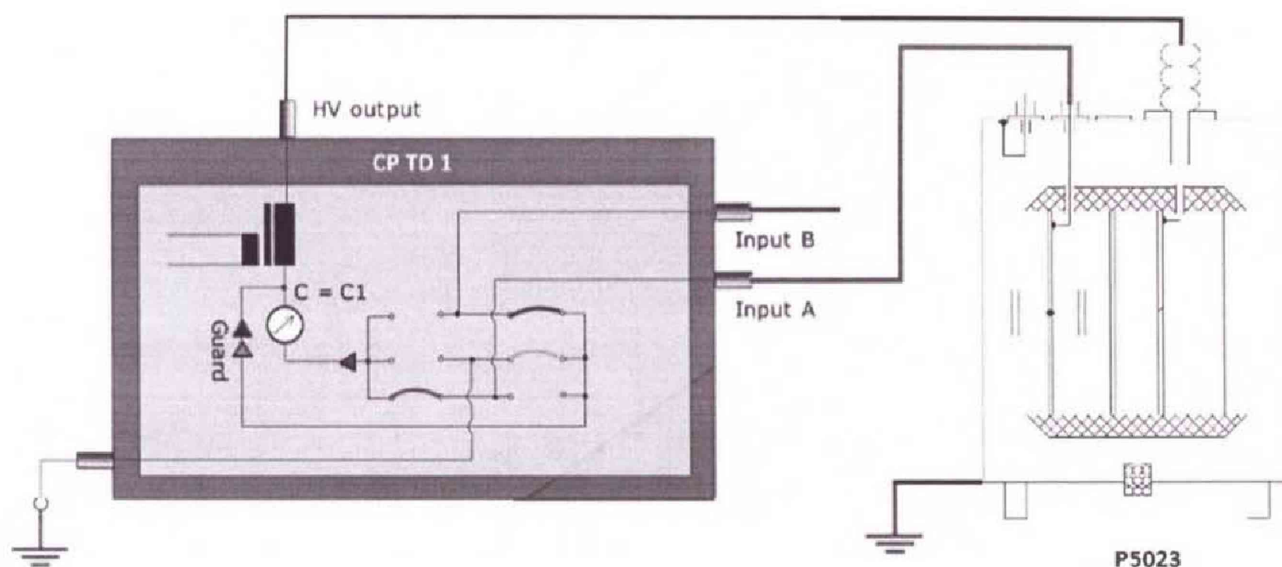 HV output
CP TD 1
Input B
Input A
C = C1
Guard
P5023